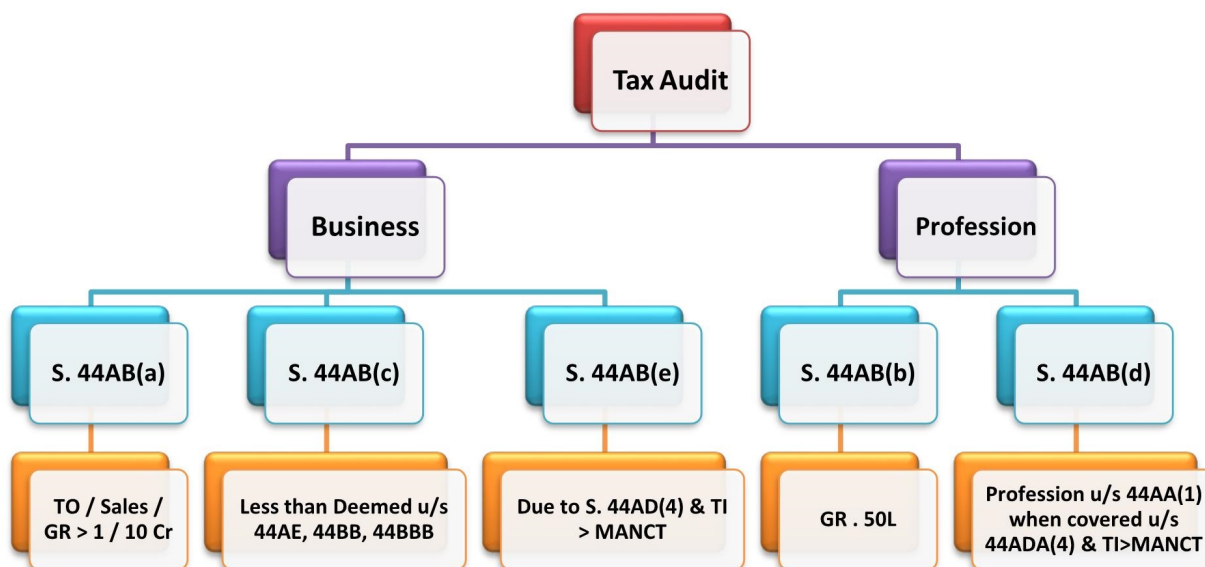 Tax Audit
Business
Profession
S. 44AB(a)
S. 44AB(c)
S. 44AB(e)
S. 44AB(b)
S. 44AB(d)
TO / Sales /
GR > 1 / 10 Cr
Less than Deemed u/s
44AE, 44BB, 44BBB
Due to S. 44AD(4) & TI
> MANCT
GR . 50L
Profession u/s 44AA(1)
when covered u/s
44ADA(4) & TI>MANCT